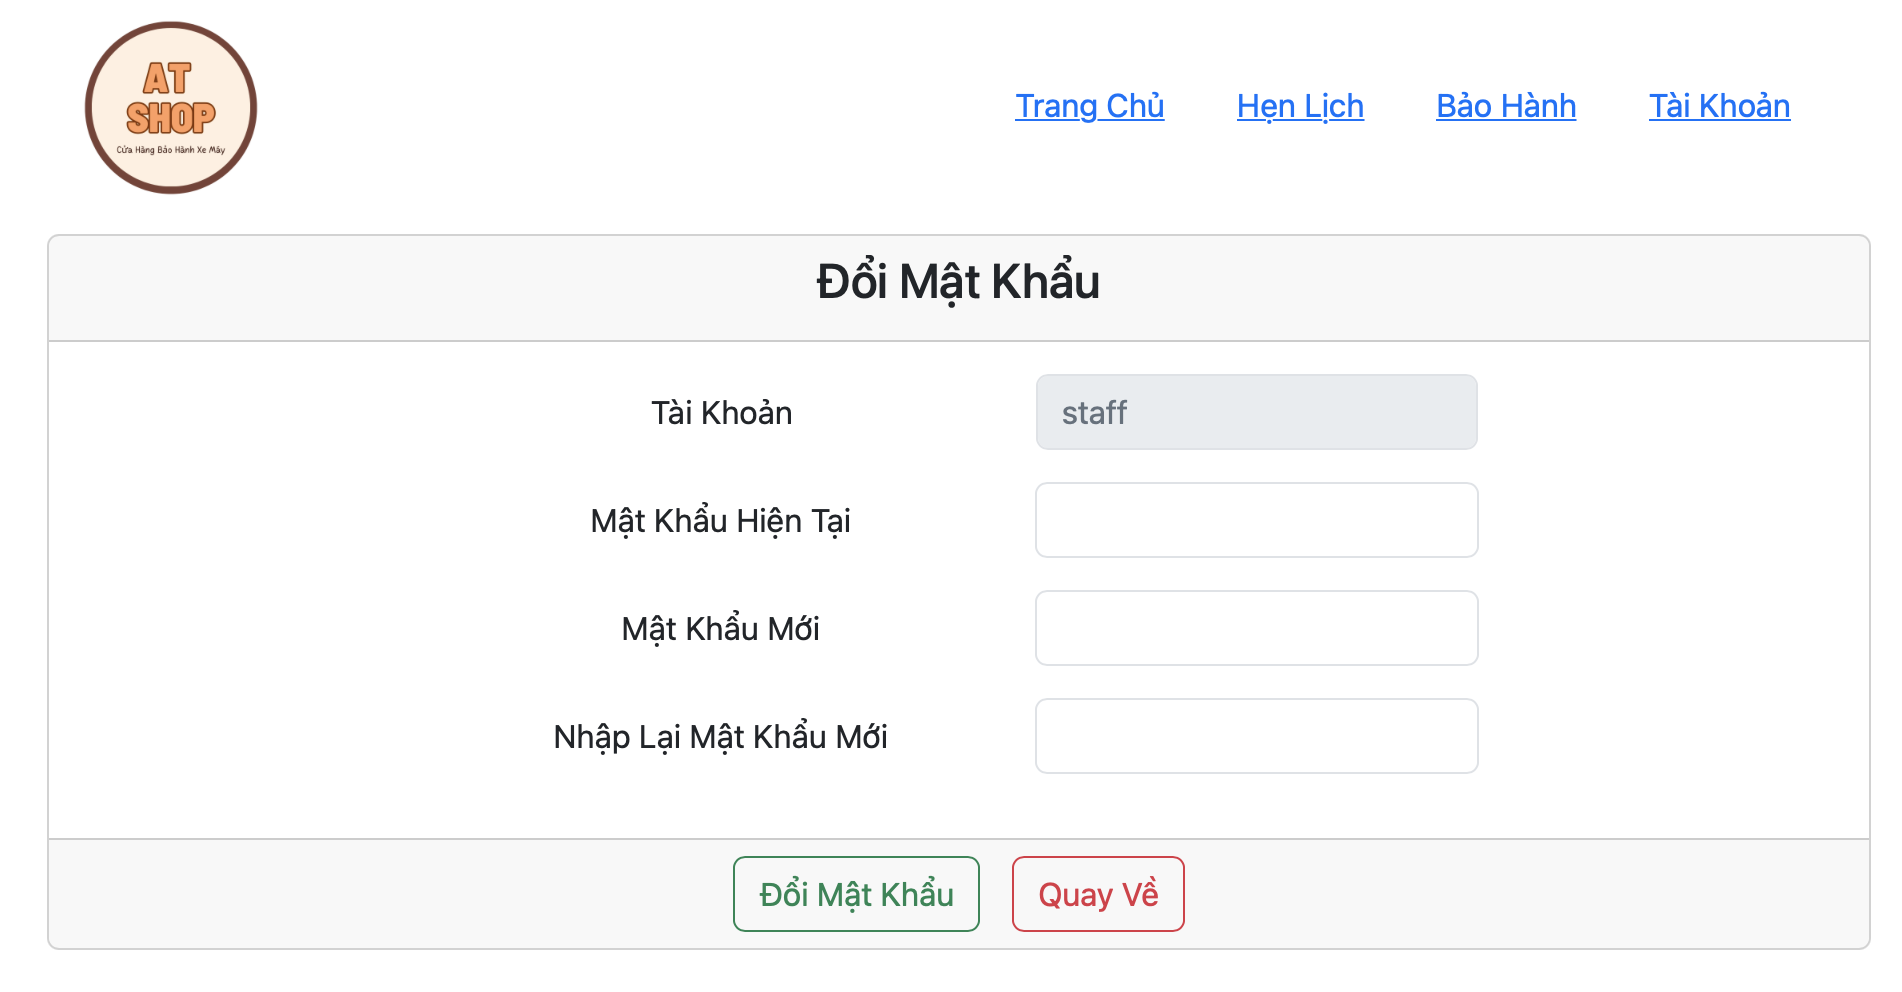 AT
SHOP
Cửa Hàng Bảo Hành Xe Máy
Trang Chủ
Hẹn Lịch
Bảo Hành
Tài Khoản
Đổi Mật Khẩu
Tài Khoản
staff
Mật Khẩu Hiện Tại
Mật Khẩu Mới
Nhập Lại Mật Khẩu Mới
Đổi Mật Khẩu
Quay Về